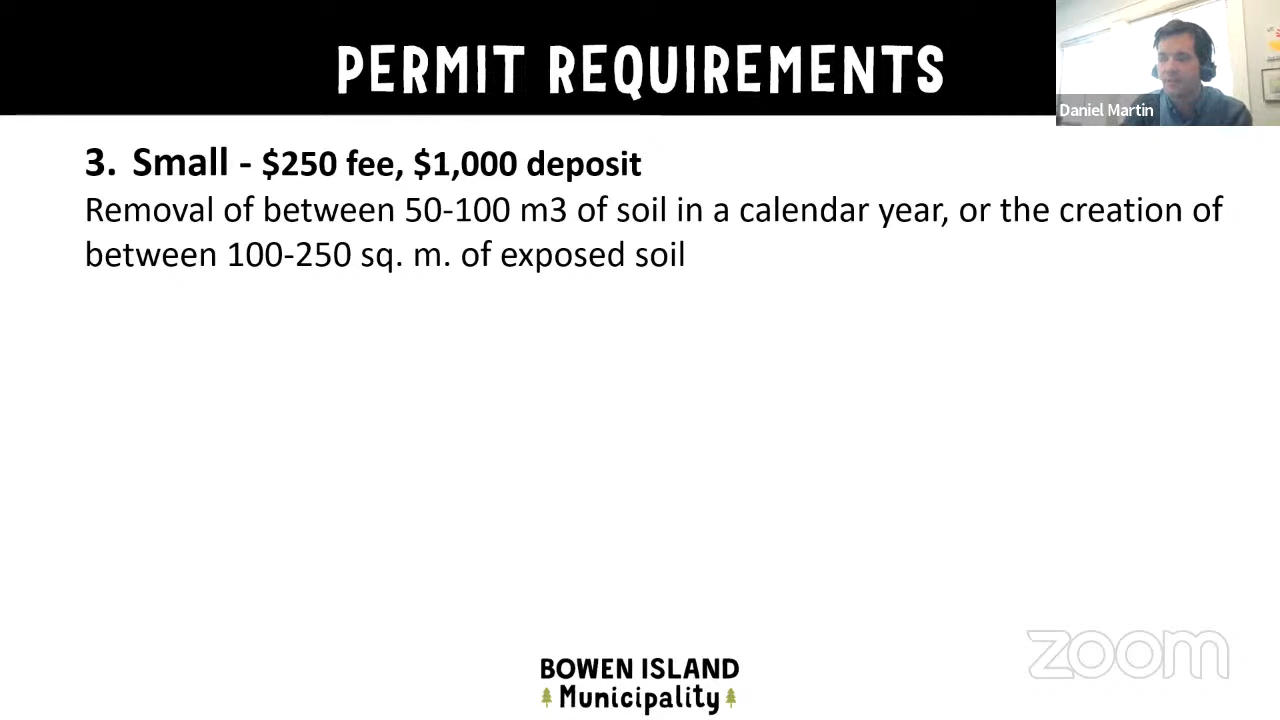 PERMIT REQUIREMENTS
Daniel Martin
3. Small - $250 fee, $1,000 deposit
Removal of between 50-100 m3 of soil in a calendar year, or the creation of
between 100-250 sq. m. of exposed soil
zoom
BOWEN ISLAND
Municipality